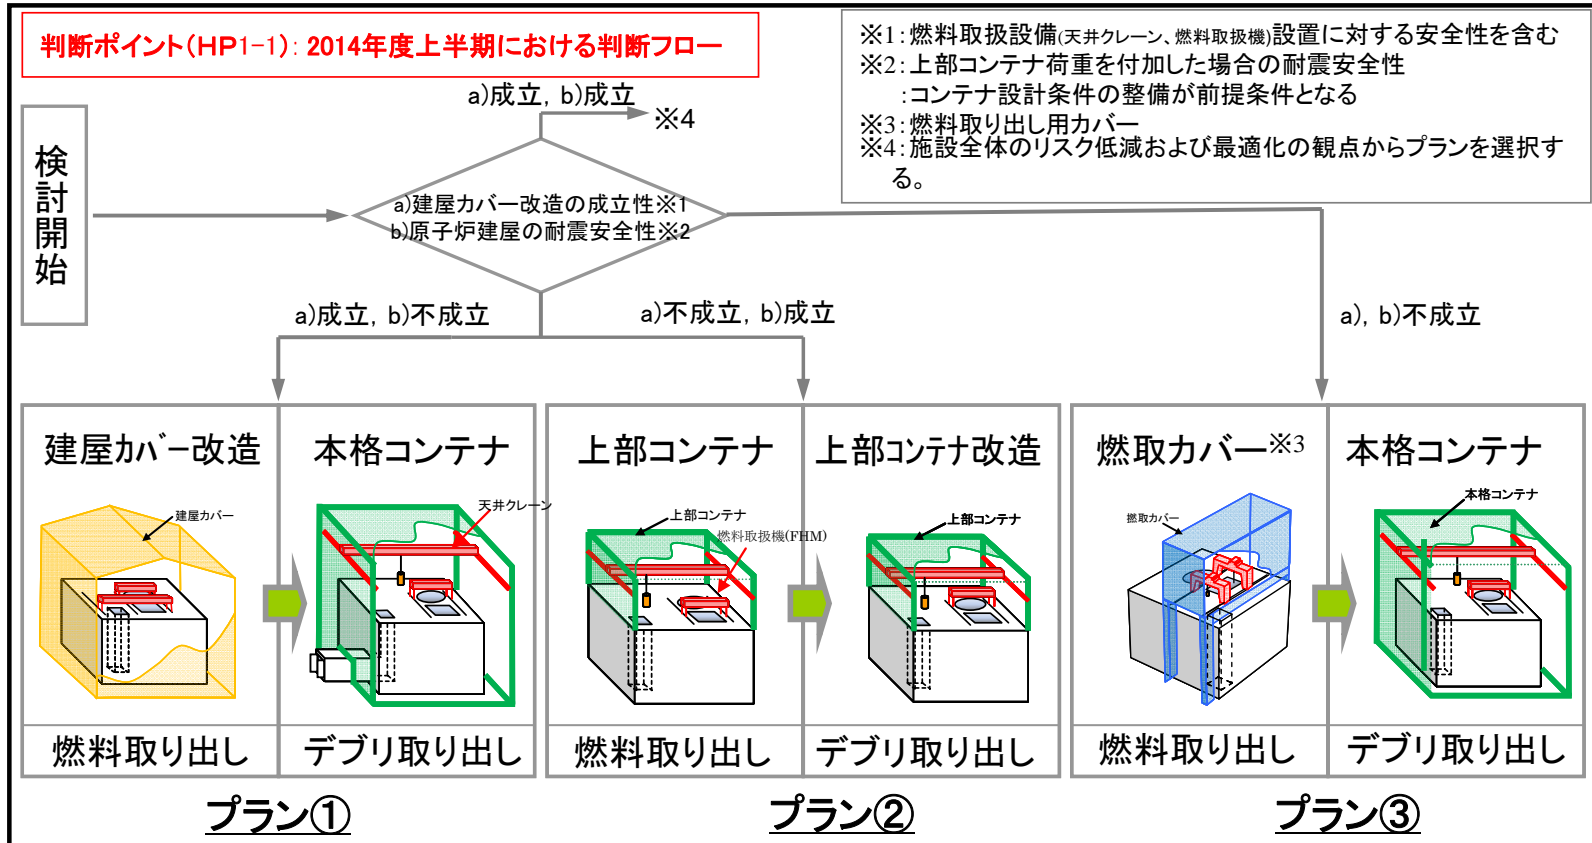 判断ポイント(HP1-1): 2014年度上半期における判断フロー
※1:燃料取扱設備(天井クレーン、燃料取扱機)設置に対する安全性を含む
※2:上部コンテナ荷重を付加した場合の耐震安全性
:コンテナ設計条件の整備が前提条件となる
※3:燃料取り出し用カバー
※4:施設全体のリスク低減および最適化の観点からプランを選択す
る。
a)成立, b)成立
※4
検討開始
a)建屋カバー改造の成立性※1
b)原子炉建屋の耐震安全性※2
a)成立, b)不成立
a)不成立, b)成立
a), b)不成立
建屋カバー改造
本格コンテナ
上部コンテナ
上部コンテナ改造
燃取カバー※3
本格コンテナ
建屋カバー
天井クレーン
上部コンテナ
燃料取扱機(FHM)
上部コンテナ
燃取カバー
本格コンテナ
燃料取り出し
デブリ取り出し
燃料取り出し
デブリ取り出し
燃料取り出し
デブリ取り出し
プラン①
プラン②
プラン③